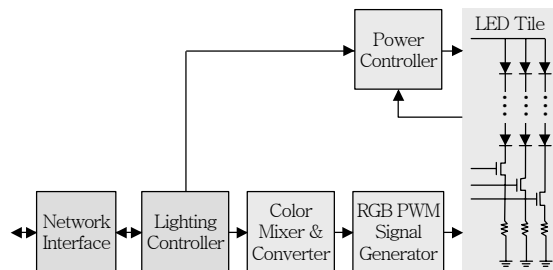 LED Tile
Power
Controller
Network
Interface
Lighting
Controller
Color
Mixer &
Converter
RGB PWM
Signal
Generator